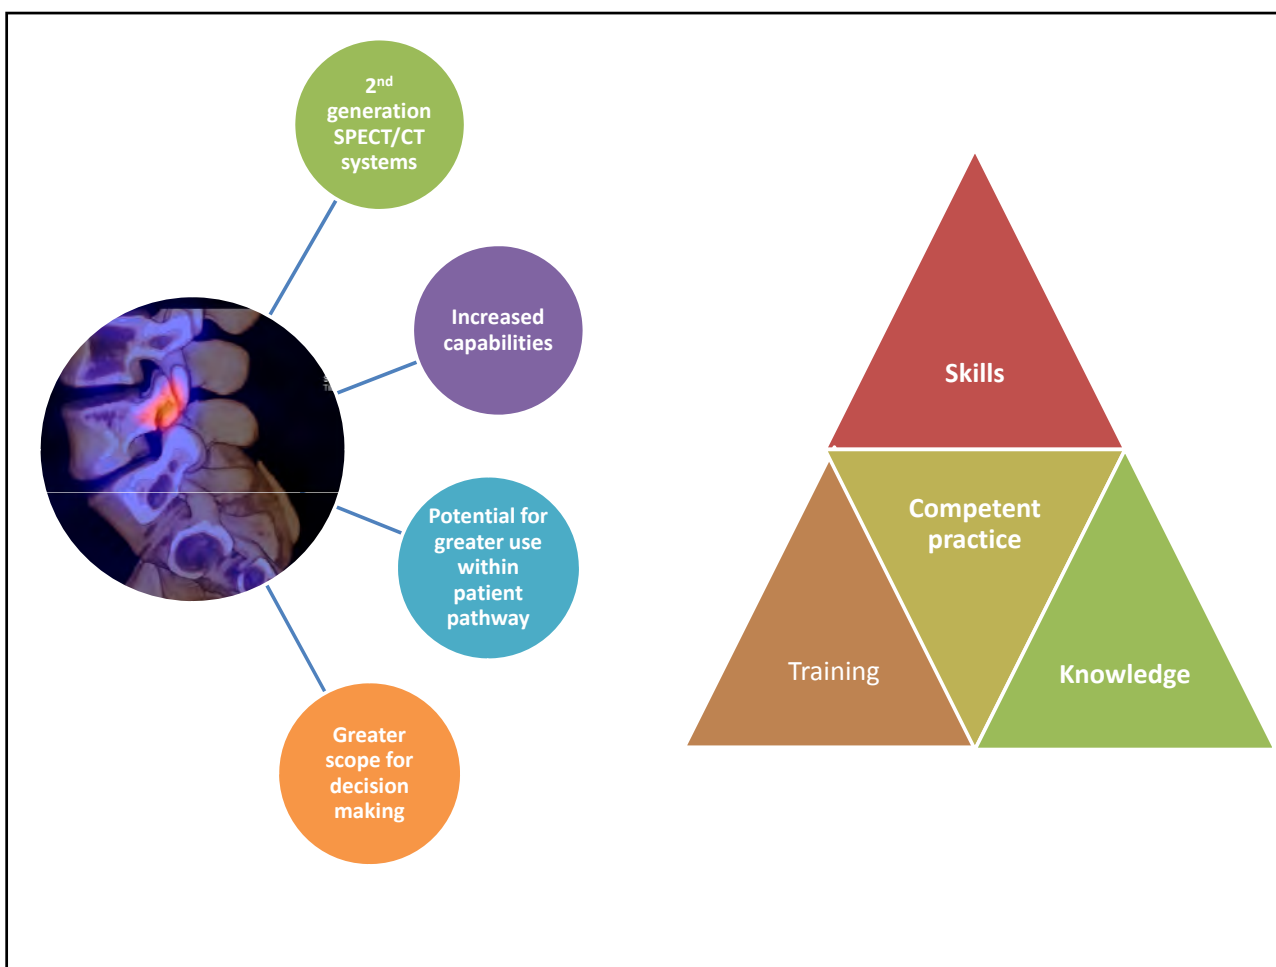 2nd
generation
SPECT/CT
systems
Increased
capabilities
Potential for
greater use
within
patient
pathway
Greater
scope for
decision
making
Skills
Competent
practice
Training
Knowledge